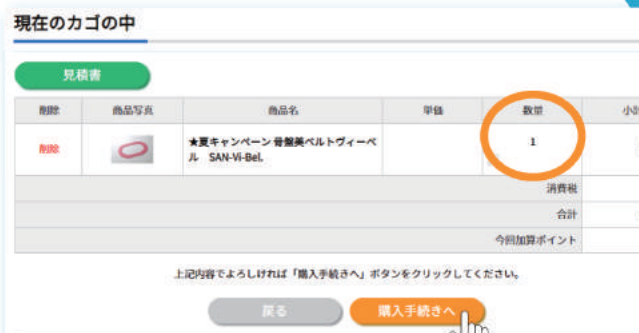 現在のカゴの中
見積書
削除 商品写真 商品名 単価 数量 小計
削除 ★夏キャンペーン 骨盤美ベルトヴィーベ 1
ル SAN-Vi-Bel.
消費税
合計
今回加算ポイント
上記内容でよろしければ「購入手続きへ」ボタンをクリックしてください。
戻る 購入手続きへ